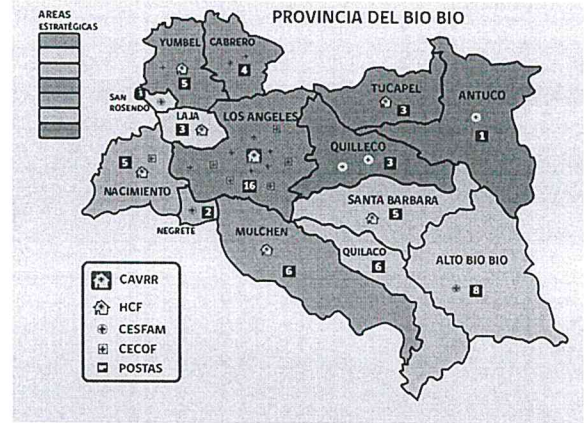 PROVINCIA DEL BIO BIO
AREAS
ESTRATÉGICAS
YUMBEL
5
CABRERO
4
1
SAN
ROSENDO
LAJA
3
LOS ANGELES
16
TUCAPEL
3
ANTUCO
1
QUILLECO
3
5
NACIMIENTO
2
NEGRETE
SANTA BARBARA
5
MULCHEN
6
QUILACO
6
ALTO BIO BIO
8
CAVRR
HCF
CESFAM
CECOF
POSTAS